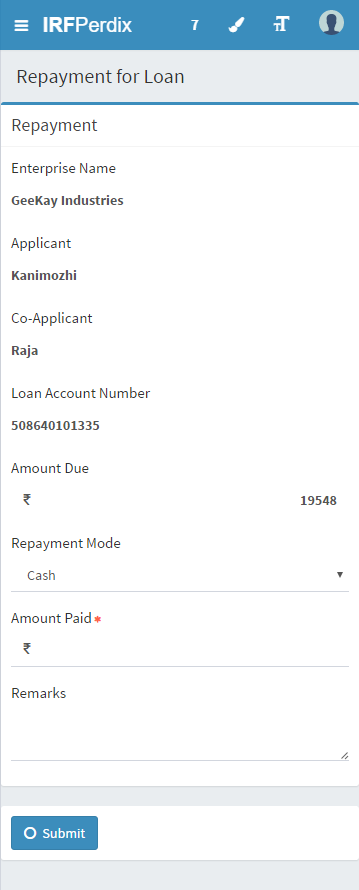 IRFPerdix 7
Repayment for Loan
Repayment
Enterprise Name
GeeKay Industries
Applicant
Kanimozhi
Co-Applicant
Raja
Loan Account Number
508640101335
Amount Due
₹ 19548
Repayment Mode
Cash
Amount Paid*
₹
Remarks
Submit